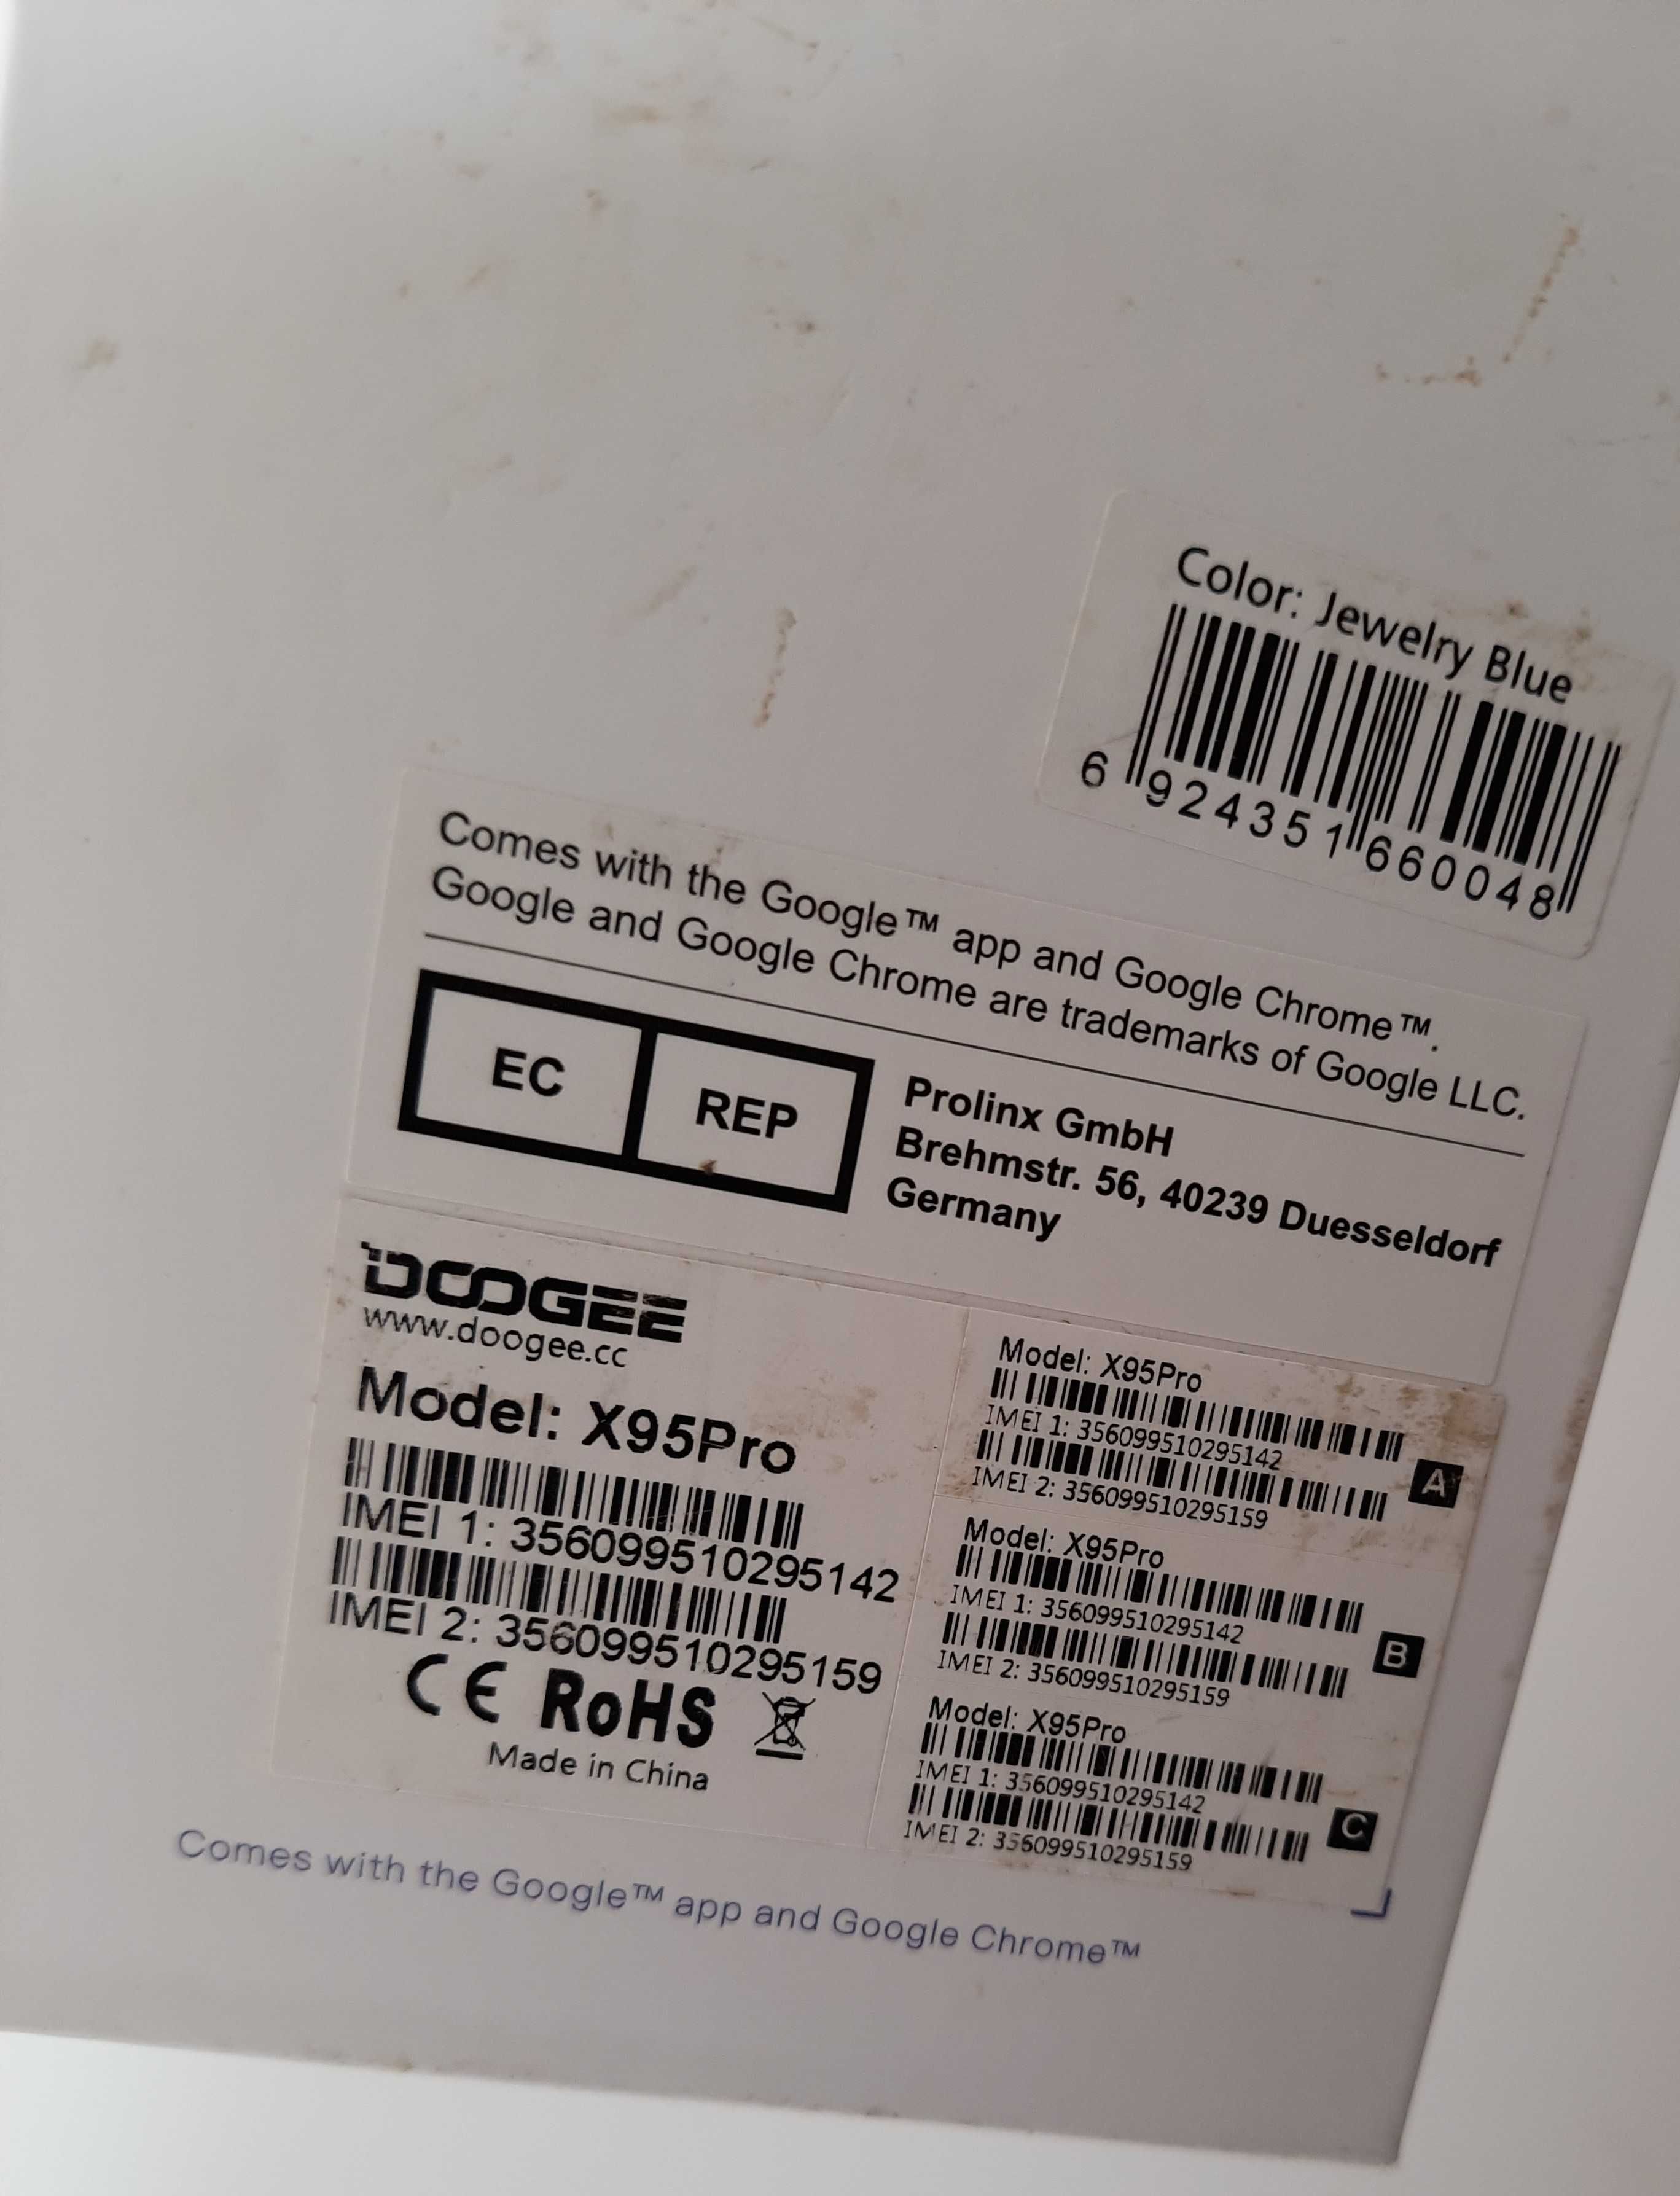 Color: Jewelry Blue
6 924351 660048
Comes with the Google™ app and Google Chrome™.
Google and Google Chrome are trademarks of Google LLC.
EC REP
Prolinx GmbH
Brehmstr. 56, 40239 Duesseldorf
Germany
DOOGEE
www.doogee.cc
Model: X95Pro
IMEI 1: 356099510295142
IMEI 2: 356099510295159
CE RoHS
Made in China
Model: X95Pro
IMEI 1: 356099510295142
IMEI 2: 356099510295159
A
Model: X95Pro
IMEI 1: 356099510295142
IMEI 2: 356099510295159
B
Model: X95Pro
IMEI 1: 356099510295142
IMEI 2: 356099510295159
C
Comes with the Google™ app and Google Chrome™